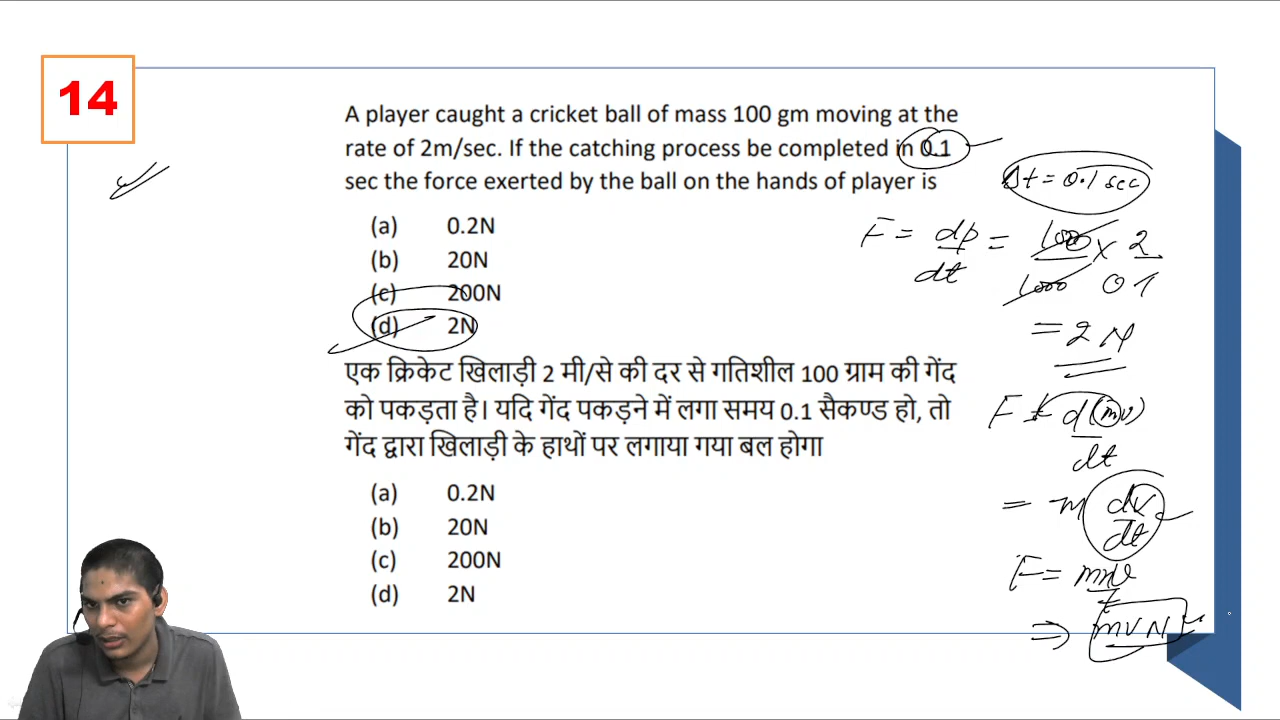 14
A player caught a cricket ball of mass 100 gm moving at the
rate of 2m/sec. If the catching process be completed in 0.1
sec the force exerted by the ball on the hands of player is
(a) 0.2N
(b) 20N
(c) 200N
(d) 2N
एक क्रिकेट खिलाड़ी 2 मी/से की दर से गतिशील 100 ग्राम की गेंद
को पकड़ता है। यदि गेंद पकड़ने में लगा समय 0.1 सैकण्ड हो, तो
गेंद द्वारा खिलाड़ी के हाथों पर लगाया गया बल होगा
(a) 0.2N
(b) 20N
(c) 200N
(d) 2N
Δt = 0.1 sec
F = dp/dt = 100/1000 × 2/0.1
= 2 N
F = d(mv)/dt
= m dv/dt
F = mnv/t
⇒ mvN